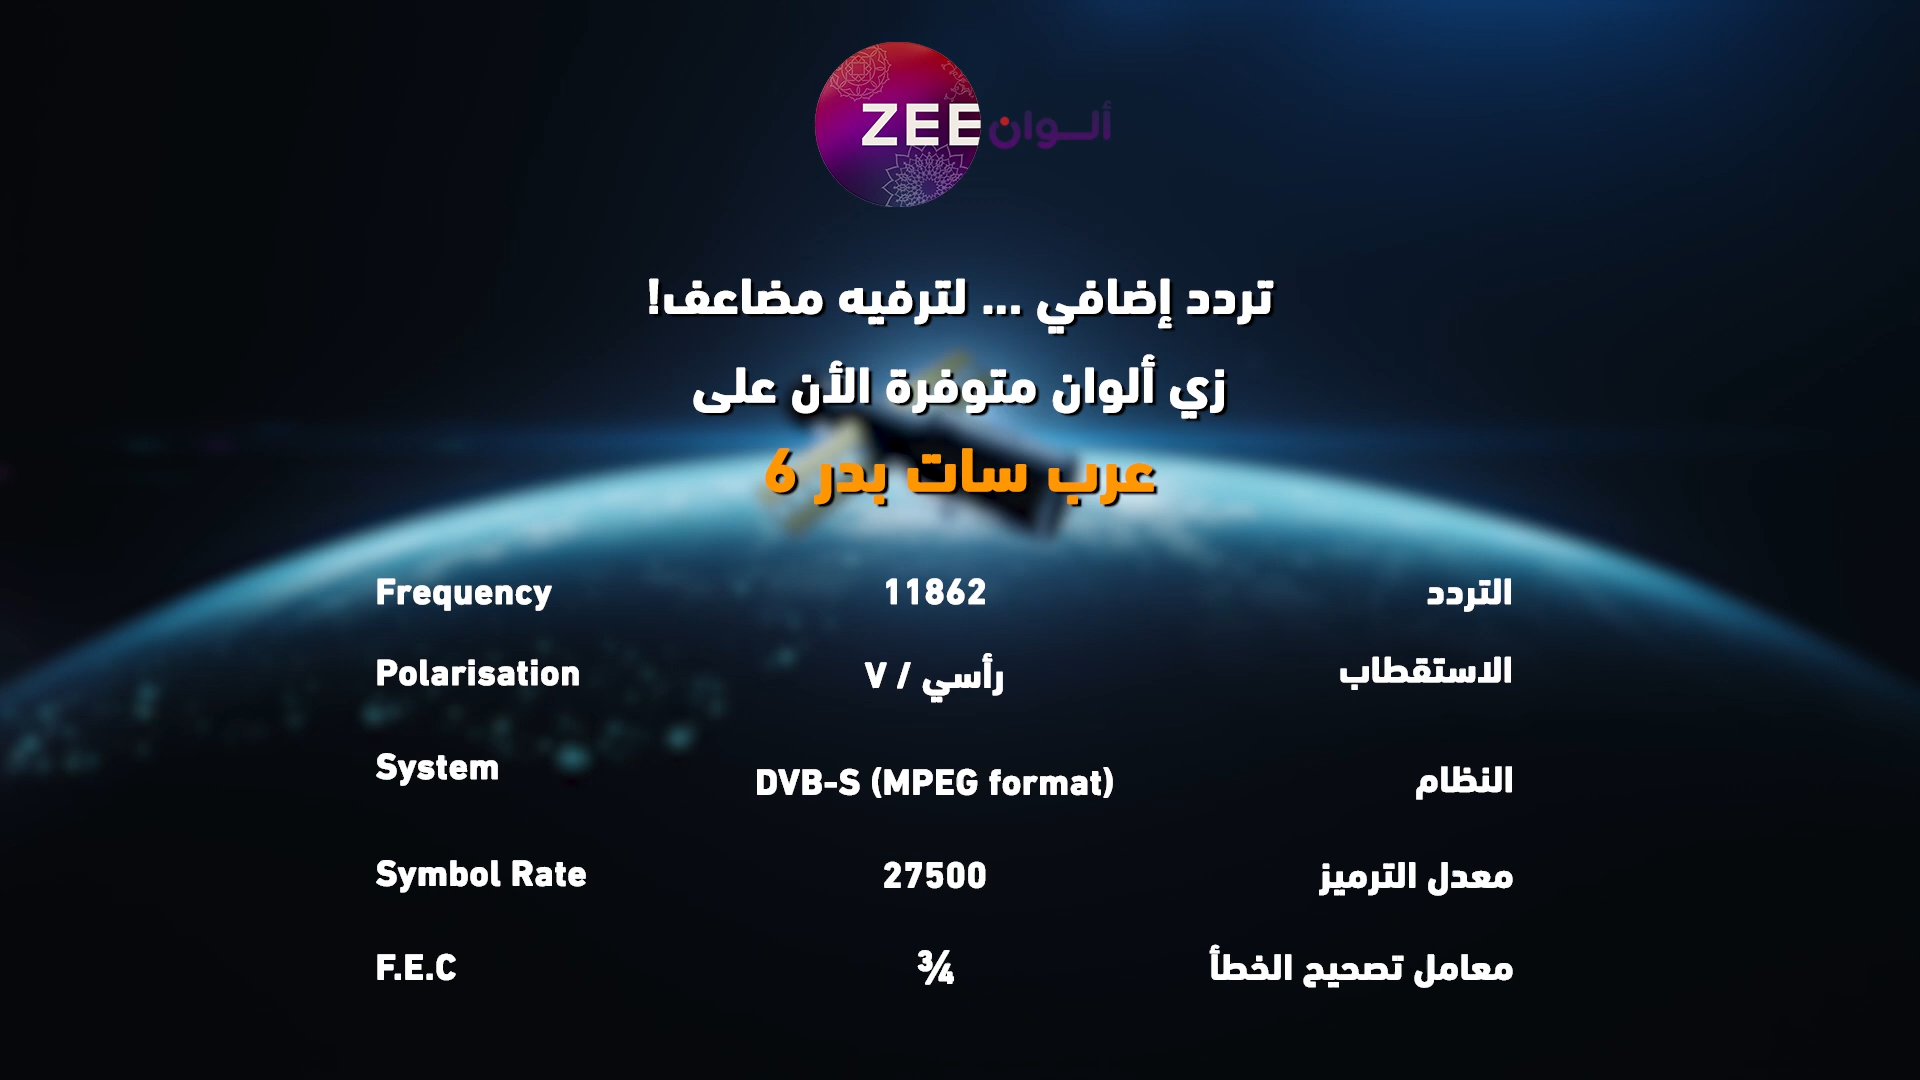 ZEE ألوان
تردد إضافي ... لترفيه مضاعف!
زي ألوان متوفرة الأن على
عرب سات بدر 6
Frequency 11862 التردد
Polarisation رأسي / V الاستقطاب
System DVB-S (MPEG format) النظام
Symbol Rate 27500 معدل الترميز
F.E.C ¾ معامل تصحيح الخطأ